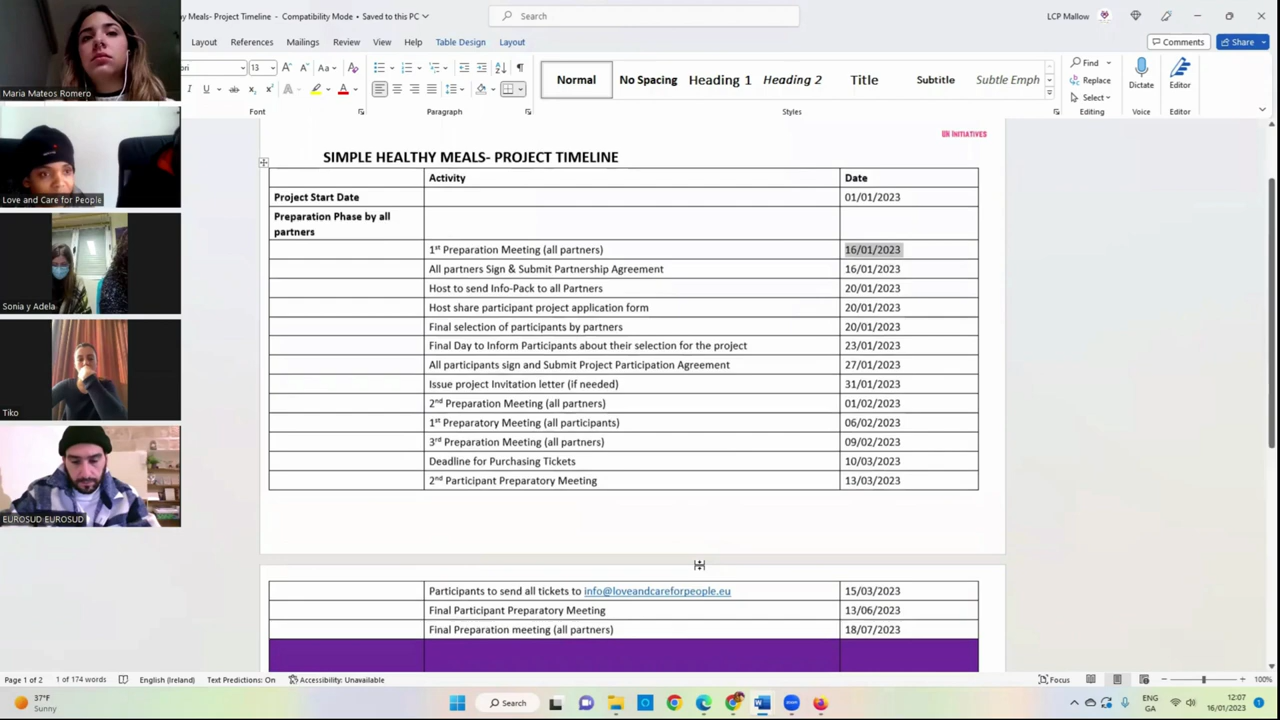 y Meals- Project Timeline - Compatibility Mode • Saved to this PC
Search
LCP Mallow
Layout References Mailings Review View Help Table Design Layout
Comments
Share
13
Aa
Normal
No Spacing
Heading 1
Heading 2
Title
Subtitle
Subtle Emph
Find
Replace
Select
Dictate
Editor
Font
Paragraph
Styles
Editing
Voice
Editor
Maria Mateos Romero
Love and Care for People
Sonia y Adela
Tiko
EUROSUD EUROSUD
UN INITIATIVES
SIMPLE HEALTHY MEALS- PROJECT TIMELINE
Activity Date
Project Start Date 01/01/2023
Preparation Phase by all
partners
1st Preparation Meeting (all partners) 16/01/2023
All partners Sign & Submit Partnership Agreement 16/01/2023
Host to send Info-Pack to all Partners 20/01/2023
Host share participant project application form 20/01/2023
Final selection of participants by partners 20/01/2023
Final Day to Inform Participants about their selection for the project 23/01/2023
All participants sign and Submit Project Participation Agreement 27/01/2023
Issue project Invitation letter (if needed) 31/01/2023
2nd Preparation Meeting (all partners) 01/02/2023
1st Preparatory Meeting (all participants) 06/02/2023
3rd Preparation Meeting (all partners) 09/02/2023
Deadline for Purchasing Tickets 10/03/2023
2nd Participant Preparatory Meeting 13/03/2023
Participants to send all tickets to info@loveandcareforpeople.eu 15/03/2023
Final Participant Preparatory Meeting 13/06/2023
Final Preparation meeting (all partners) 18/07/2023
Page 1 of 2 1 of 174 words English (Ireland) Text Predictions: On Accessibility: Unavailable Focus 100%
37°F
Sunny
Search
ENG
GA
12:07
16/01/2023